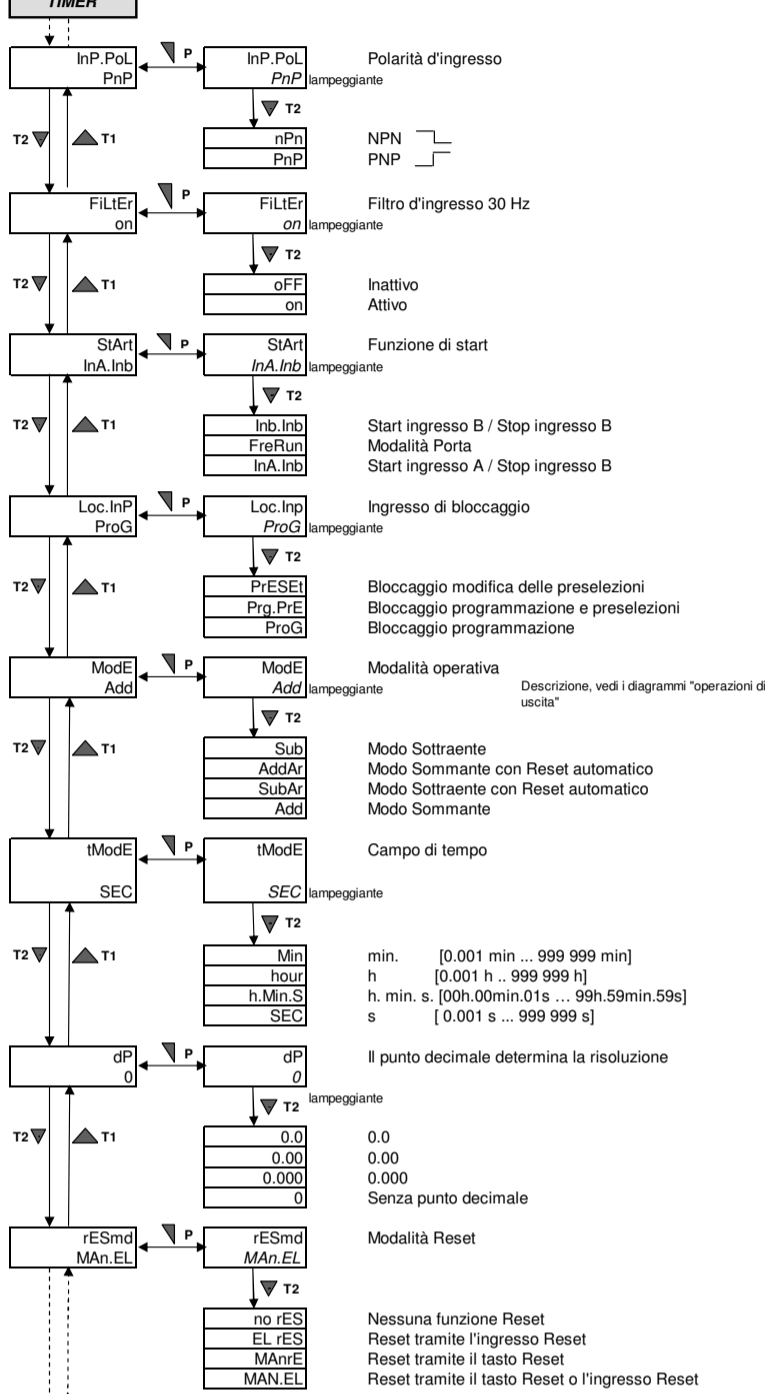 TIMER
InP.PoL P InP.PoL Polarità d'ingresso
PnP PnP lampeggiante
T2
T2 T1 nPn NPN
PnP PNP
FiLtEr P FiLtEr Filtro d'ingresso 30 Hz
on on lampeggiante
T2
T2 T1 oFF Inattivo
on Attivo
StArt P StArt Funzione di start
InA.Inb InA.Inb lampeggiante
T2
T2 T1 Inb.Inb Start ingresso B / Stop ingresso B
FreRun Modalità Porta
InA.Inb Start ingresso A / Stop ingresso B
Loc.InP P Loc.Inp Ingresso di bloccaggio
ProG ProG lampeggiante
T2
T2 T1 PrESEt Bloccaggio modifica delle preselezioni
Prg.PrE Bloccaggio programmazione e preselezioni
ProG Bloccaggio programmazione
ModE P ModE Modalità operativa
Add Add lampeggiante Descrizione, vedi i diagrammi "operazioni di
uscita"
T2
T2 T1 Sub Modo Sottraente
AddAr Modo Sommante con Reset automatico
SubAr Modo Sottraente con Reset automatico
Add Modo Sommante
tModE P tModE Campo di tempo
SEC SEC lampeggiante
T2
T2 T1 Min min. [0.001 min ... 999 999 min]
hour h [0.001 h .. 999 999 h]
h.Min.S h. min. s. [00h.00min.01s … 99h.59min.59s]
SEC s [ 0.001 s ... 999 999 s]
dP P dP Il punto decimale determina la risoluzione
0 0
T2 lampeggiante
T2 T1 0.0 0.0
0.00 0.00
0.000 0.000
0 Senza punto decimale
rESmd P rESmd Modalità Reset
MAn.EL MAn.EL
T2
no rES Nessuna funzione Reset
EL rES Reset tramite l'ingresso Reset
MAnrE Reset tramite il tasto Reset
MAN.EL Reset tramite il tasto Reset o l'ingresso Reset